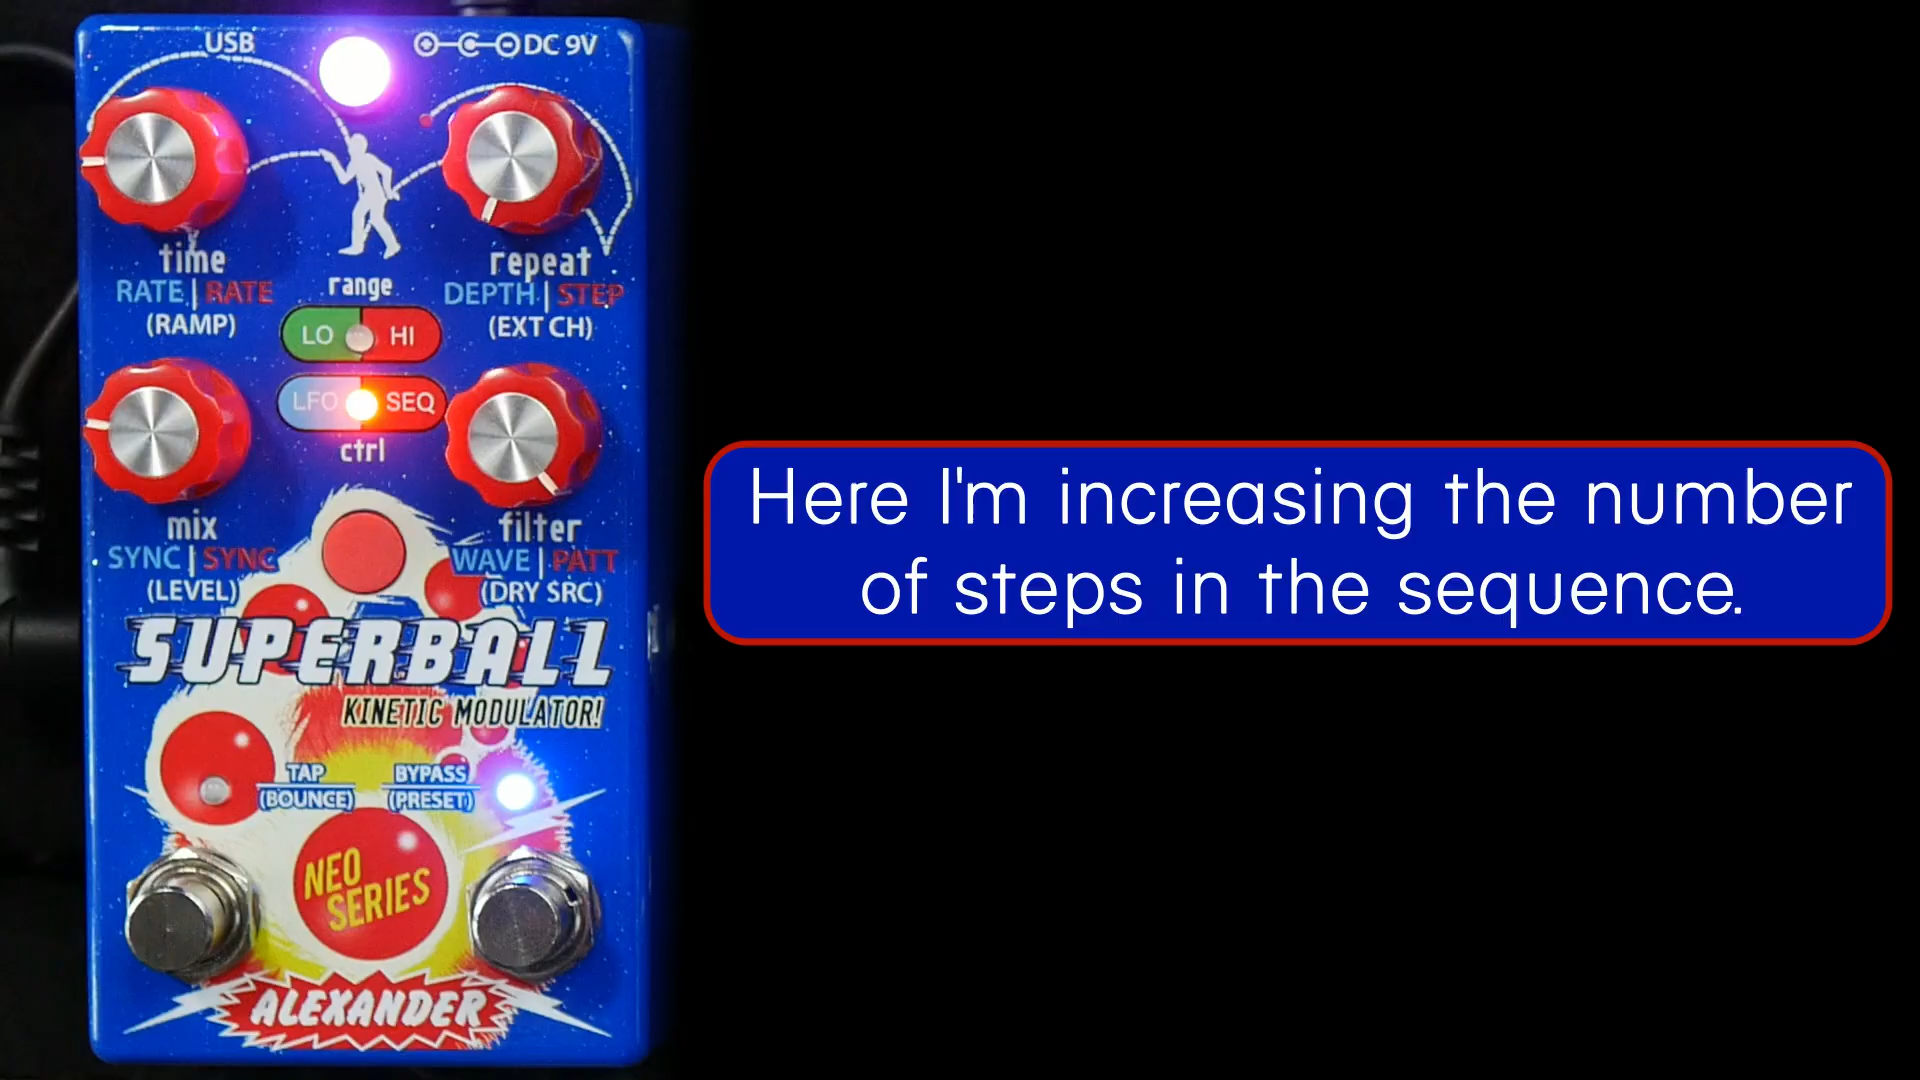 USB
DC 9V
time
RATE | RATE
(RAMP)
range
LO HI
repeat
DEPTH | STEP
(EXT CH)
LFO SEQ
ctrl
mix
SYNC | SYNC
(LEVEL)
filter
WAVE | PATT
(DRY SRC)
SUPERBALL
KINETIC MODULATOR!
TAP
(BOUNCE)
BYPASS
(PRESET)
NEO
SERIES
ALEXANDER
Here I'm increasing the number
of steps in the sequence.